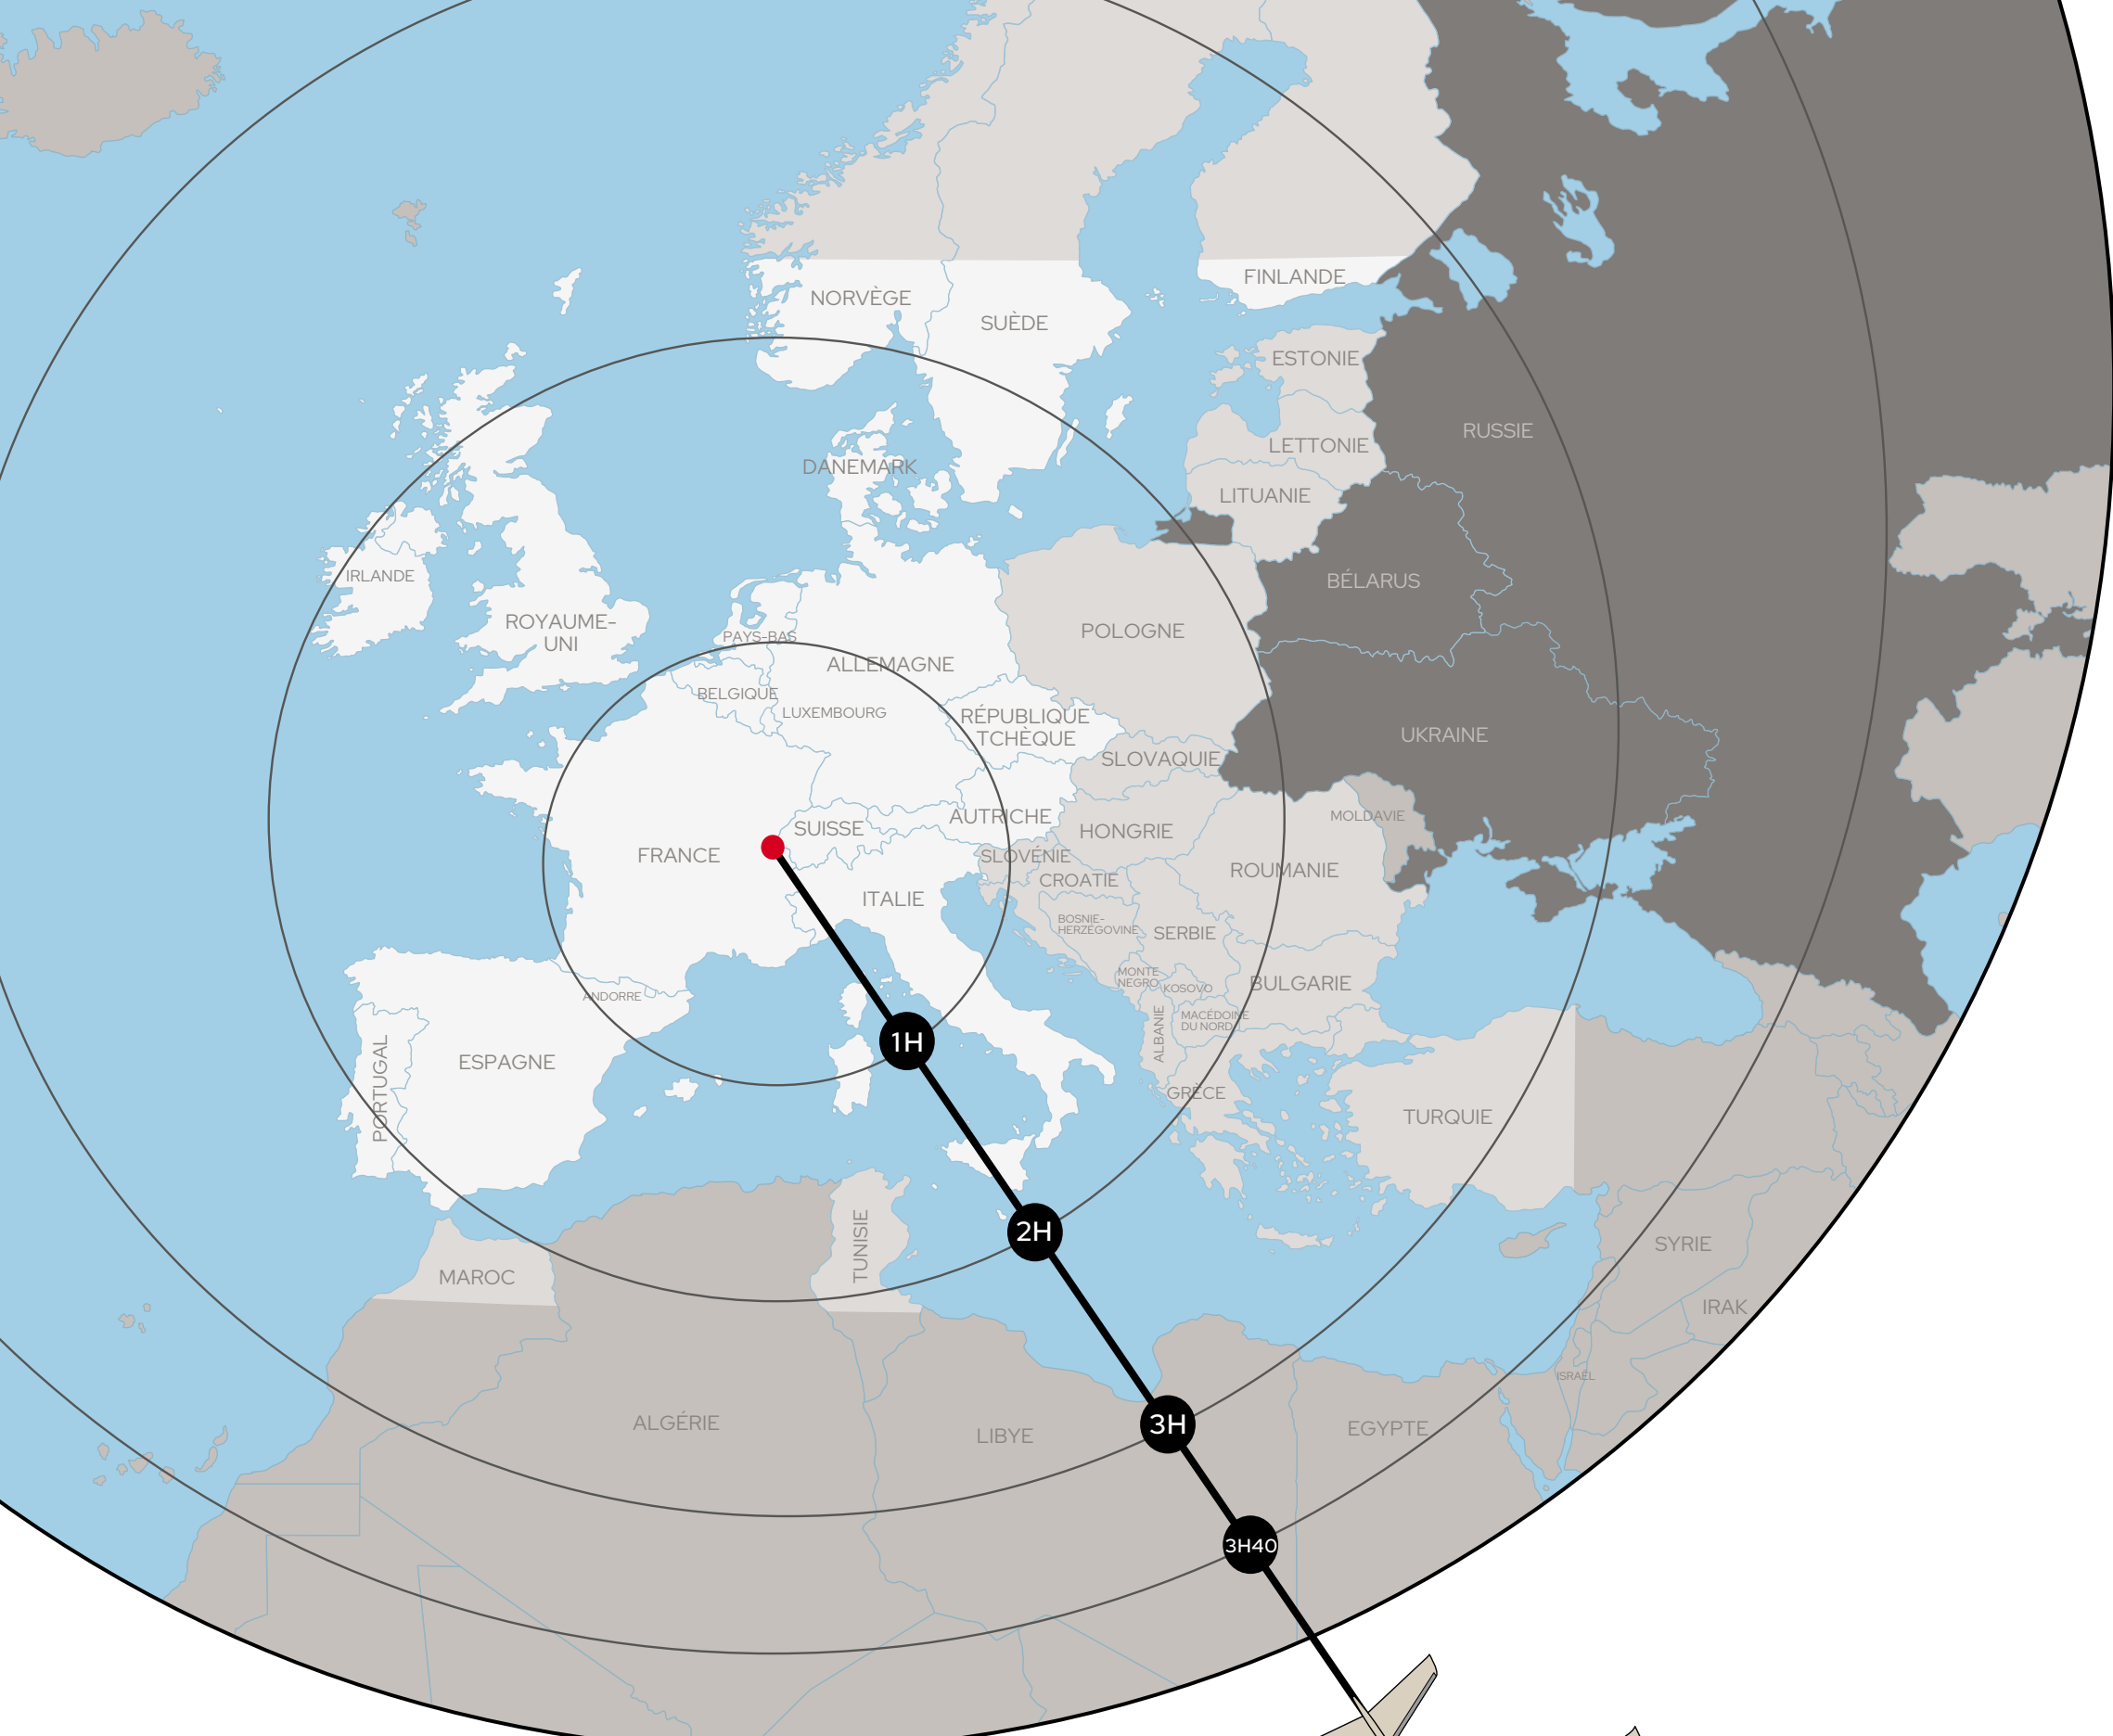 FINLANDE
NORVÈGE
SUÈDE
ESTONIE
RUSSIE
LETTONIE
DANEMARK
LITUANIE
IRLANDE
BÉLARUS
ROYAUME-
UNI
POLOGNE
PAYS-BAS
ALLEMAGNE
BELGIQUE
LUXEMBOURG
RÉPUBLIQUE
TCHÈQUE
UKRAINE
SLOVAQUIE
AUTRICHE
MOLDAVIE
SUISSE
HONGRIE
FRANCE
SLOVÉNIE
ROUMANIE
CROATIE
ITALIE
BOSNIE-
HERZÉGOVINE
SERBIE
MONTE
NEGRO
BULGARIE
KOSOVO
ANDORRE
MACÉDOINE
DU NORD
ALBANIE
1H
ESPAGNE
PORTUGAL
GRÈCE
TURQUIE
2H
TUNISIE
SYRIE
MAROC
IRAK
ISRAËL
ALGÉRIE
3H
EGYPTE
LIBYE
3H40